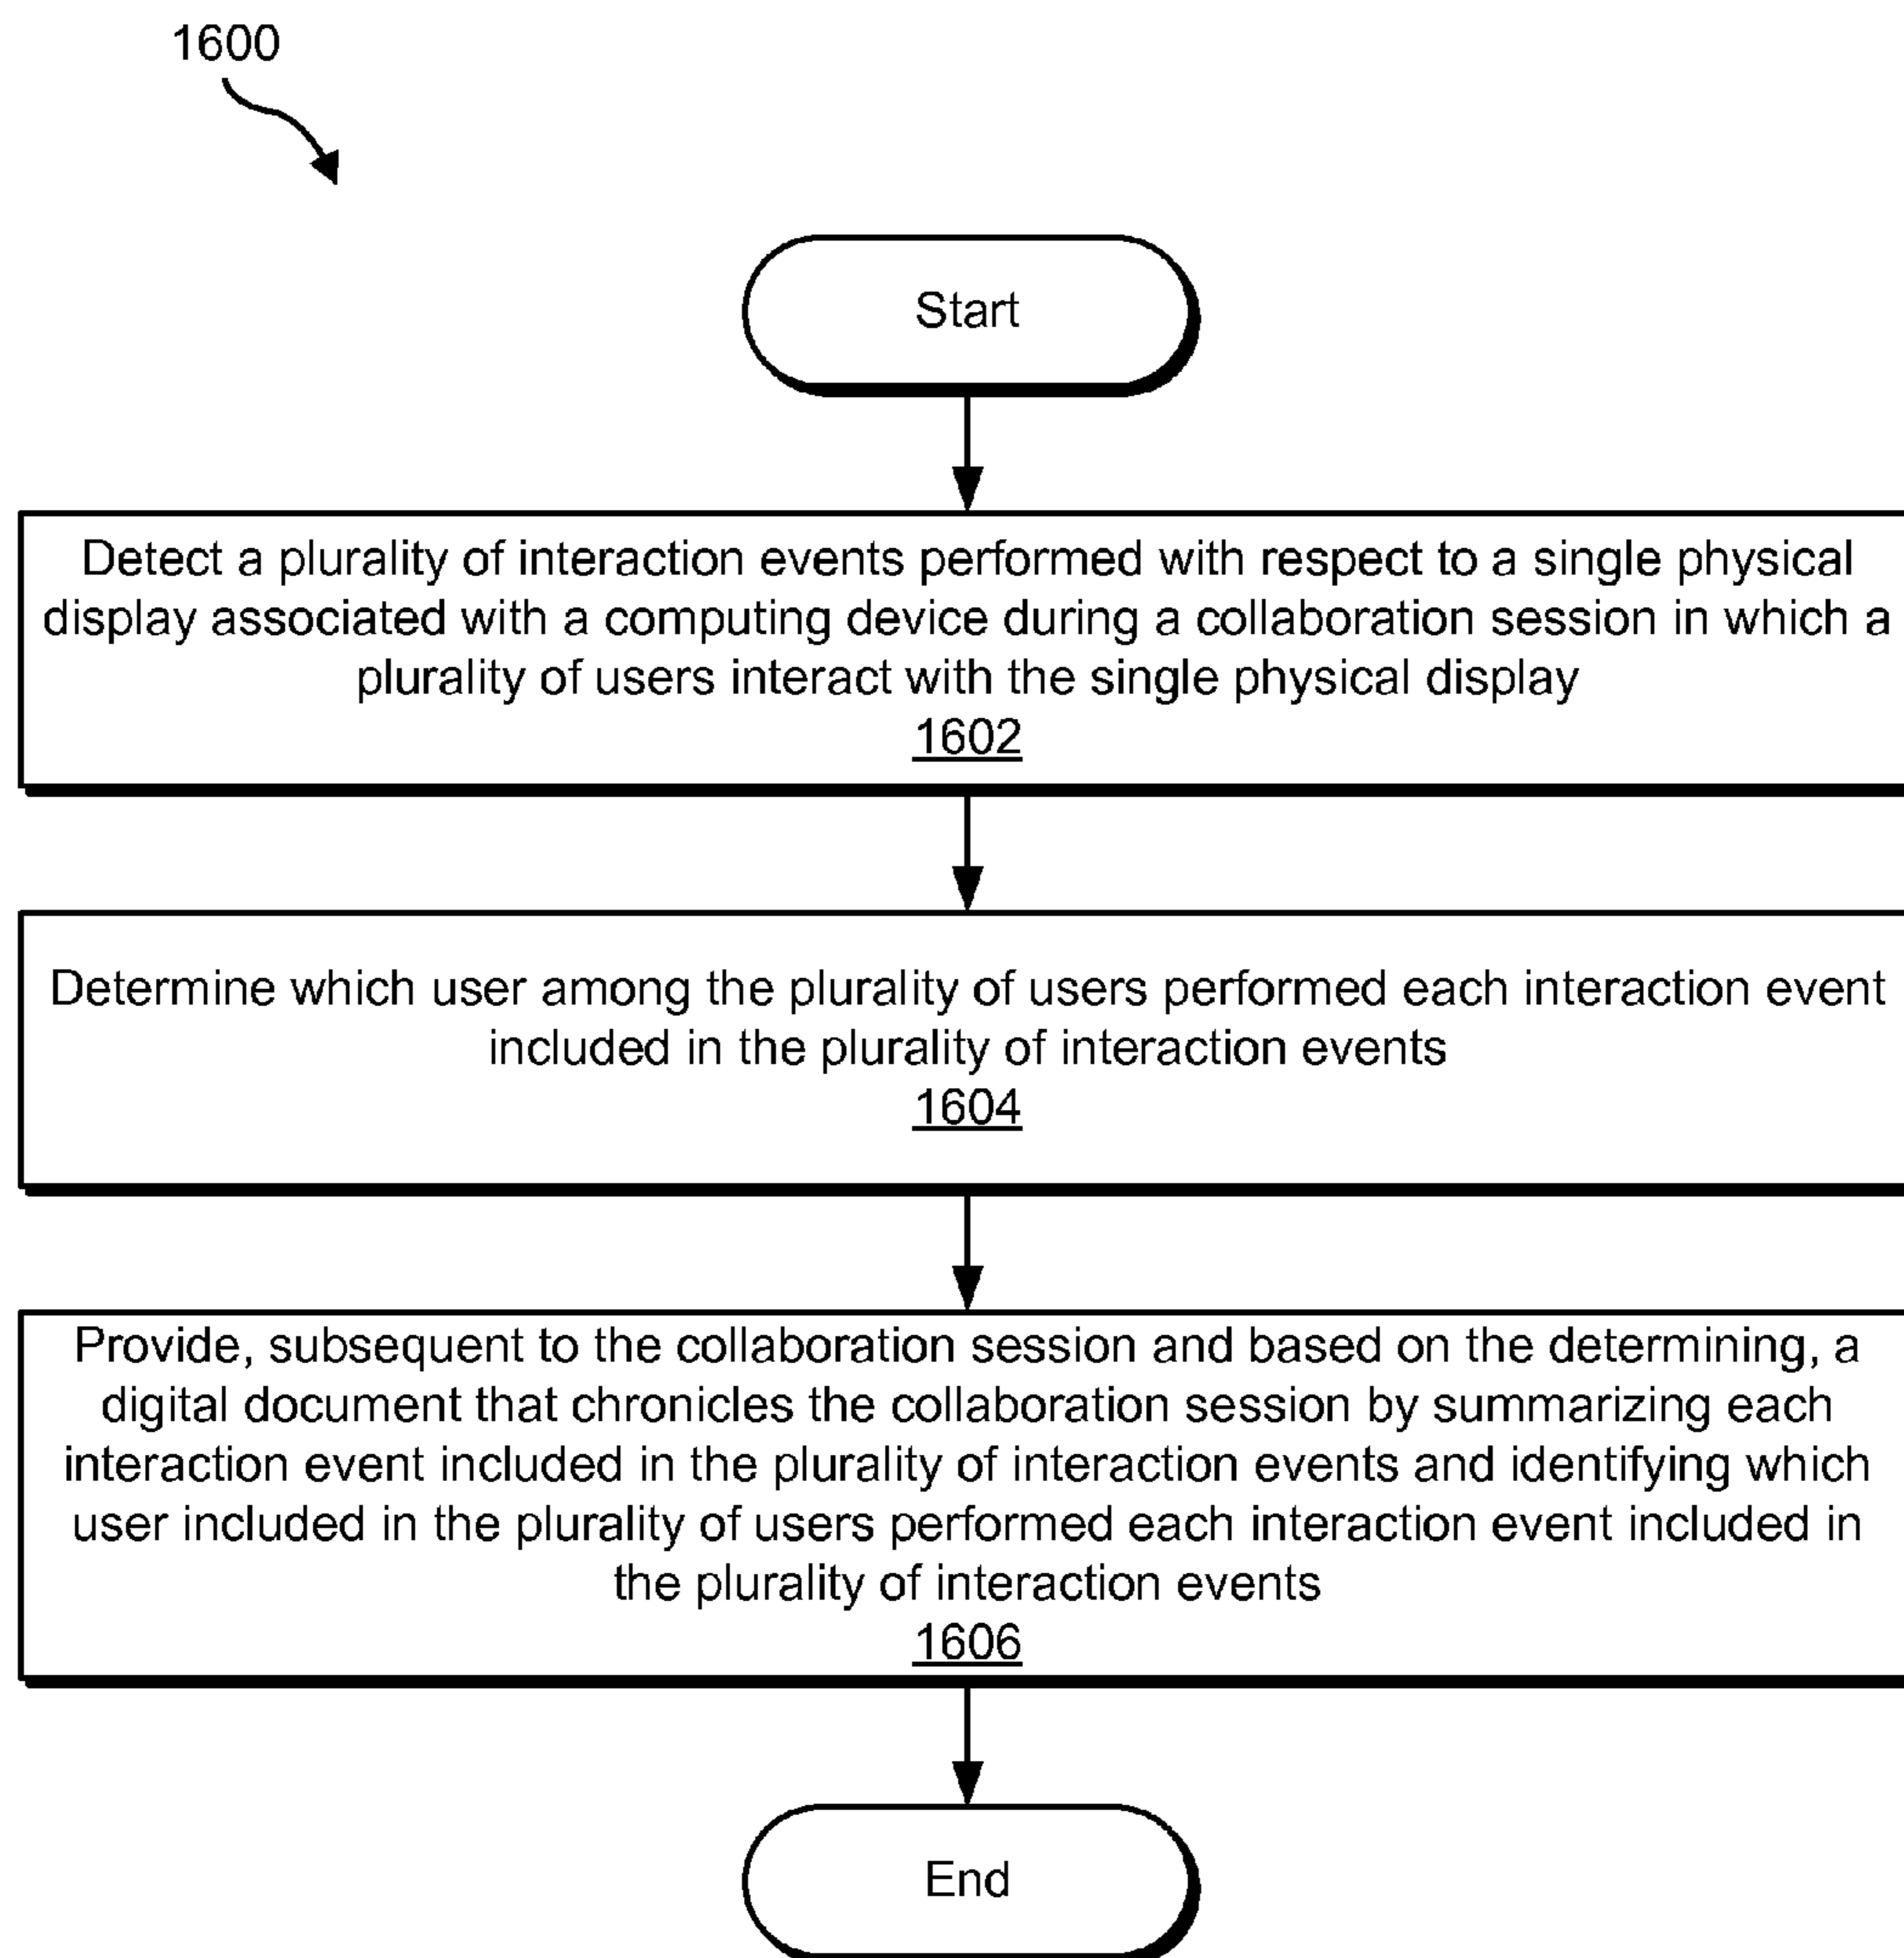 1600
Start
Detect a plurality of interaction events performed with respect to a single physical
display associated with a computing device during a collaboration session in which a
plurality of users interact with the single physical display
1602
Determine which user among the plurality of users performed each interaction event
included in the plurality of interaction events
1604
Provide, subsequent to the collaboration session and based on the determining, a
digital document that chronicles the collaboration session by summarizing each
interaction event included in the plurality of interaction events and identifying which
user included in the plurality of users performed each interaction event included in
the plurality of interaction events
1606
End